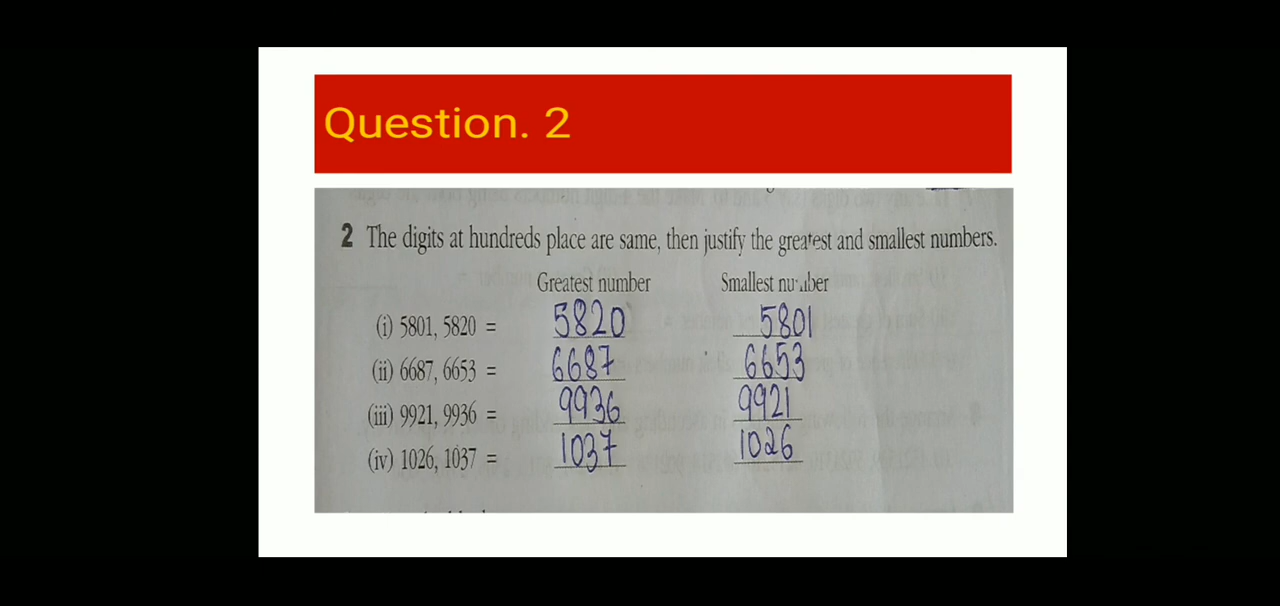 Question. 2
2 The digits at hundreds place are same, then justify the greatest and smallest numbers.
Greatest number Smallest number
(i) 5801, 5820 = 5820 5801
(ii) 6687, 6653 = 6687 6653
(iii) 9921, 9936 = 9936 9921
(iv) 1026, 1037 = 1037 1026